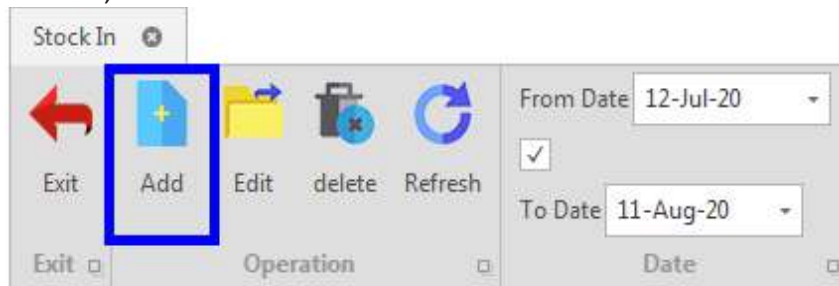 Stock In
From Date 12-Jul-20
Exit Add Edit delete Refresh
To Date 11-Aug-20
Exit Operation Date